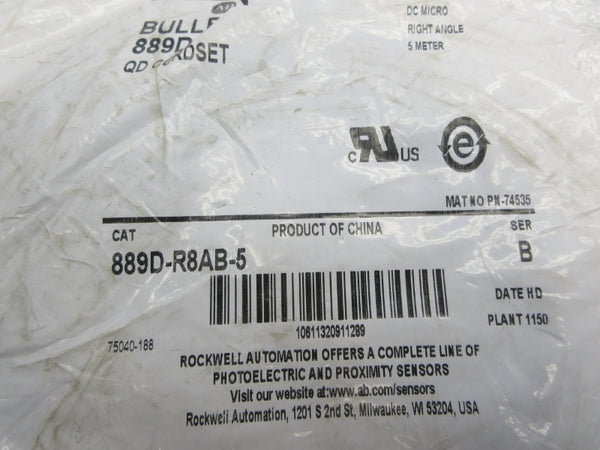 DC MICRO
RIGHT ANGLE
5 METER
889D
QD CORDSET
c US
e
MAT NO PN-74535
CAT PRODUCT OF CHINA SER
889D-R8AB-5 B
10611320911289
DATE HD
PLANT 1150
75040-188
ROCKWELL AUTOMATION OFFERS A COMPLETE LINE OF
PHOTOELECTRIC AND PROXIMITY SENSORS
Visit our website at:www.ab.com/sensors
Rockwell Automation, 1201 S 2nd St, Milwaukee, WI 53204, USA